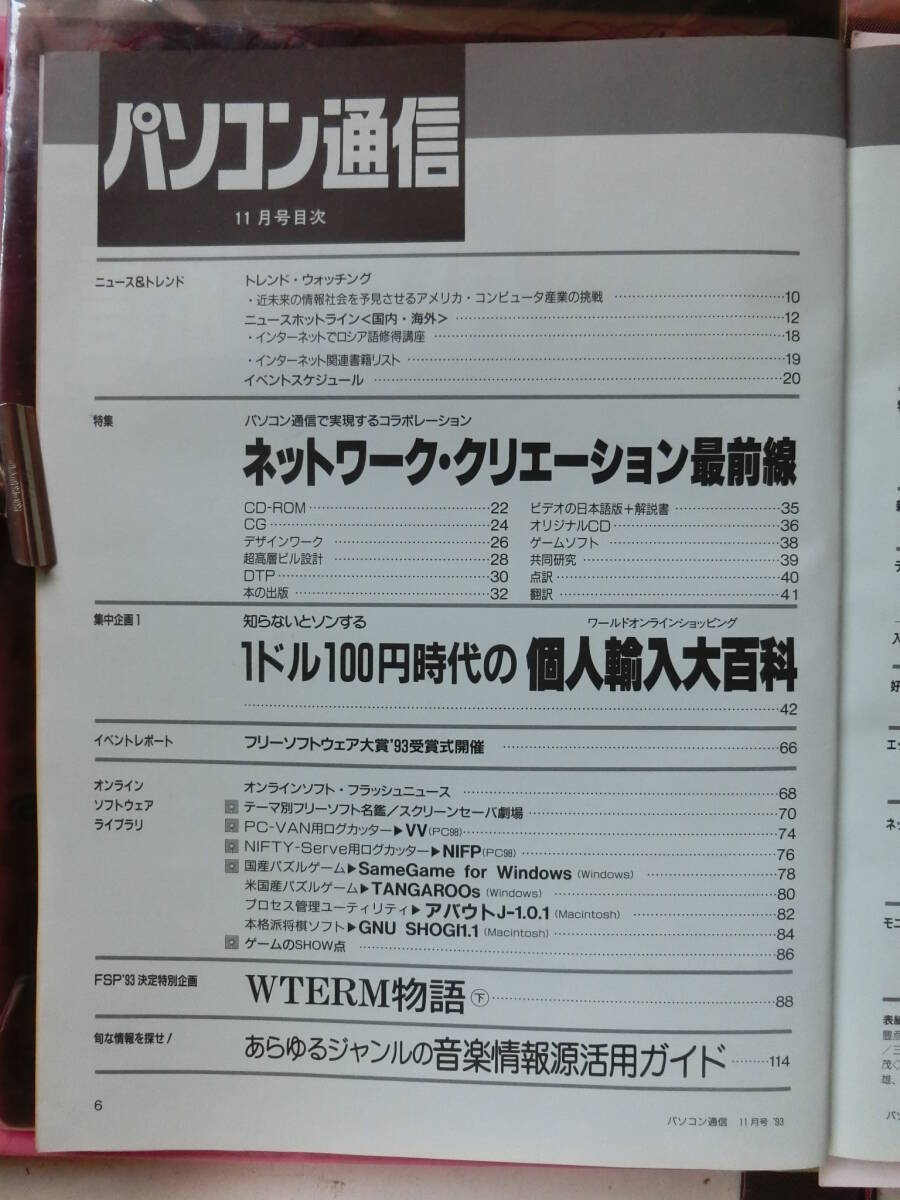 パソコン通信
11月号目次
ニュース&トレンド
トレンド・ウォッチング
・近未来の情報社会を予見させるアメリカ・コンピュータ産業の挑戦 10
ニュースホットライン<国内・海外> 12
・インターネットでロシア語修得講座 18
・インターネット関連書籍リスト 19
イベントスケジュール 20
特集
パソコン通信で実現するコラボレーション
ネットワーク・クリエーション最前線
CD-ROM 22
CG 24
デザインワーク 26
超高層ビル設計 28
DTP 30
本の出版 32
ビデオの日本語版+解説書 35
オリジナルCD 36
ゲームソフト 38
共同研究 39
点訳 40
翻訳 41
集中企画1
知らないとソンする
ワールドオンラインショッピング
1ドル100円時代の個人輸入大百科
42
イベントレポート
フリーソフトウェア大賞'93受賞式開催 66
オンライン
ソフトウェア
ライブラリ
オンラインソフト・フラッシュニュース 68
テーマ別フリーソフト名鑑/スクリーンセーバ劇場 70
PC-VAN用ログカッター▶VV(PC98) 74
NIFTY-Serve用ログカッター▶NIFP(PC98) 76
国産パズルゲーム▶SameGame for Windows (Windows) 78
米国産パズルゲーム▶TANGAROOs (Windows) 80
プロセス管理ユーティリティ▶アバウトJ-1.0.1 (Macintosh) 82
本格派将棋ソフト▶GNU SHOGI1.1 (Macintosh) 84
ゲームのSHOW点 86
FSP'93決定特別企画
WTERM物語㊦ 88
旬な情報を探せ!
あらゆるジャンルの音楽情報源活用ガイド 114
6
パソコン通信 11月号 '93